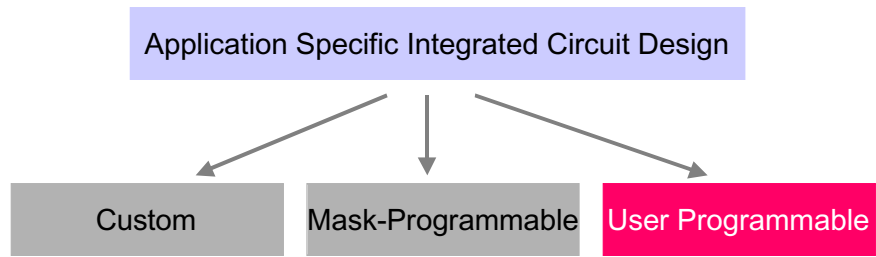 Application Specific Integrated Circuit Design
Custom
Mask-Programmable
User Programmable